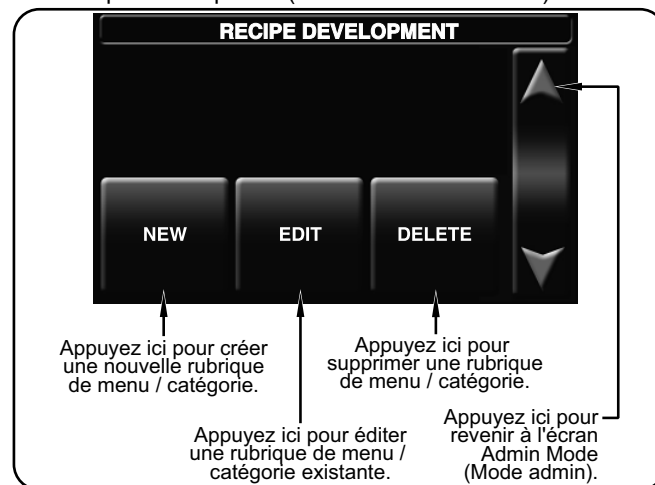 RECIPE DEVELOPMENT
NEW
EDIT
DELETE
Appuyez ici pour créer
une nouvelle rubrique
de menu / catégorie.
Appuyez ici pour
supprimer une rubrique
de menu / catégorie.
Appuyez ici pour éditer
une rubrique de menu /
catégorie existante.
Appuyez ici pour
revenir à l'écran
Admin Mode
(Mode admin).